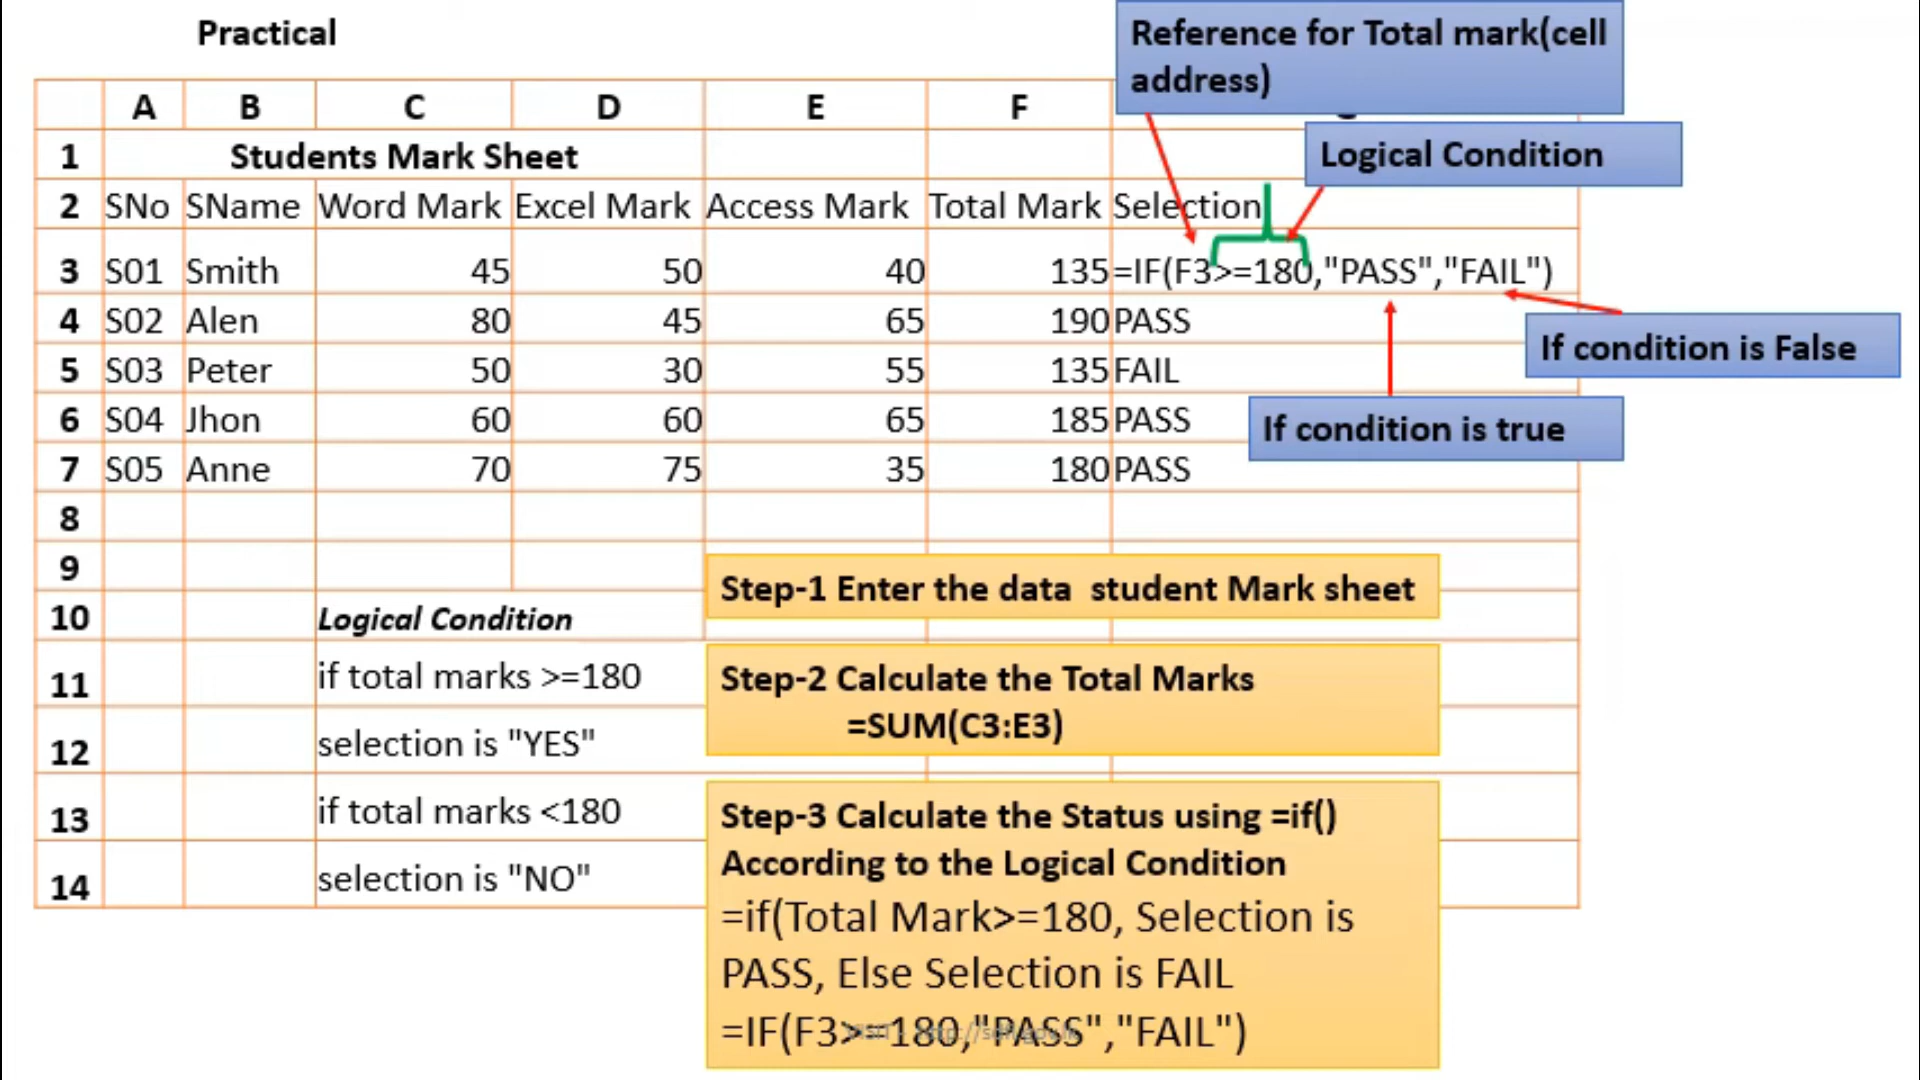 Practical
Reference for Total mark(cell
address)
A B C D E F
Logical Condition
1 Students Mark Sheet
2 SNo SName Word Mark Excel Mark Access Mark Total Mark Selection
3 S01 Smith 45 50 40 135 =IF(F3>=180,"PASS","FAIL")
4 S02 Alen 80 45 65 190 PASS
If condition is False
5 S03 Peter 50 30 55 135 FAIL
6 S04 Jhon 60 60 65 185 PASS
If condition is true
7 S05 Anne 70 75 35 180 PASS
8
9
Step-1 Enter the data student Mark sheet
10 Logical Condition
11 if total marks >=180
Step-2 Calculate the Total Marks
=SUM(C3:E3)
12 selection is "YES"
13 if total marks <180
14 selection is "NO"
Step-3 Calculate the Status using =if()
According to the Logical Condition
=if(Total Mark>=180, Selection is
PASS, Else Selection is FAIL
=IF(F3>=180,"PASS","FAIL")